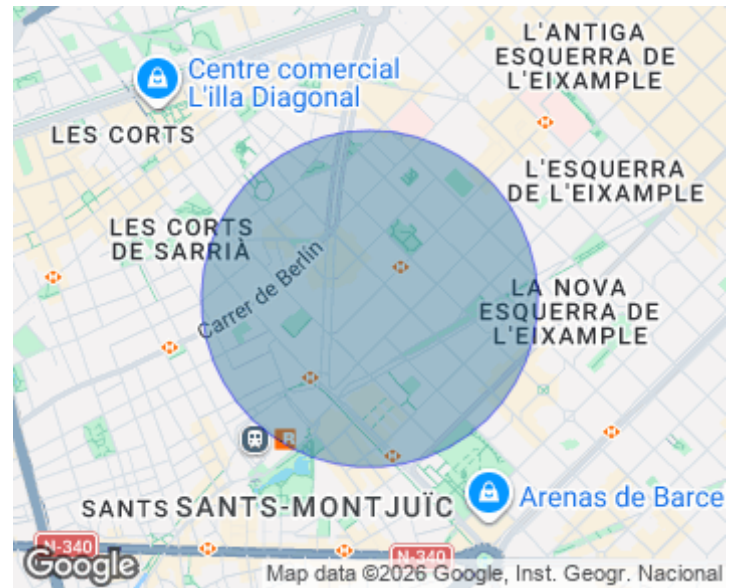 L'ANTIGA
ESQUERRA DE
L'EIXAMPLE
Centre comercial
L'illa Diagonal
LES CORTS
L'ESQUERRA
DE L'EIXAMPLE
LES CORTS
DE SARRIÀ
Carrer de Berlín
LA NOVA
ESQUERRA DE
L'EIXAMPLE
SANTS
SANTS-MONTJUÏC
Arenas de Barce
N-340
N-340
Google
Map data ©2026 Google, Inst. Geogr. Nacional